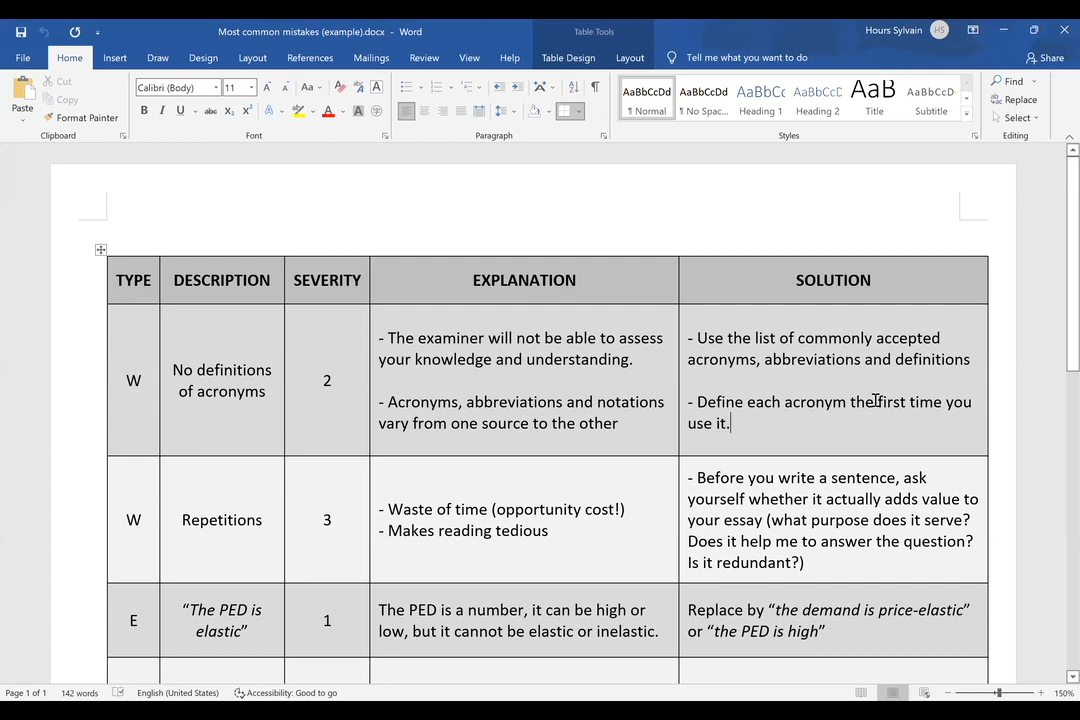 Most common mistakes (example).docx - Word
Table Tools
Hours Sylvain
HS
File Home Insert Draw Design Layout References Mailings Review View Help Table Design Layout Tell me what you want to do Share
Paste
Cut
Copy
Format Painter
Clipboard
Calibri (Body) 11
Font
Paragraph
AaBbCcDd AaBbCcDd AaBbCc AaBbCcD AaB AaBbCcD
¶ Normal ¶ No Spac... Heading 1 Heading 2 Title Subtitle
Styles
Find
Replace
Select
Editing
TYPE DESCRIPTION SEVERITY EXPLANATION SOLUTION
W
No definitions
of acronyms
2
- The examiner will not be able to assess
your knowledge and understanding.
- Acronyms, abbreviations and notations
vary from one source to the other
- Use the list of commonly accepted
acronyms, abbreviations and definitions
- Define each acronym the first time you
use it.
W
Repetitions
3
- Waste of time (opportunity cost!)
- Makes reading tedious
- Before you write a sentence, ask
yourself whether it actually adds value to
your essay (what purpose does it serve?
Does it help me to answer the question?
Is it redundant?)
E
“The PED is
elastic”
1
The PED is a number, it can be high or
low, but it cannot be elastic or inelastic.
Replace by “the demand is price-elastic”
or “the PED is high”
Page 1 of 1 142 words English (United States) Accessibility: Good to go 150%